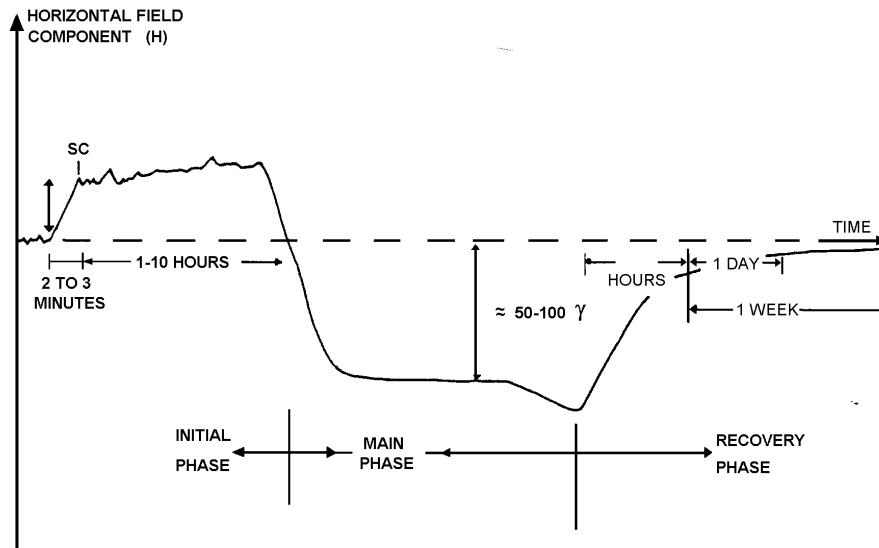 HORIZONTAL FIELD
COMPONENT (H)
SC
TIME
1-10 HOURS
2 TO 3
MINUTES
HOURS
1 DAY
1 WEEK
≈ 50-100 γ
INITIAL
PHASE
MAIN
PHASE
RECOVERY
PHASE